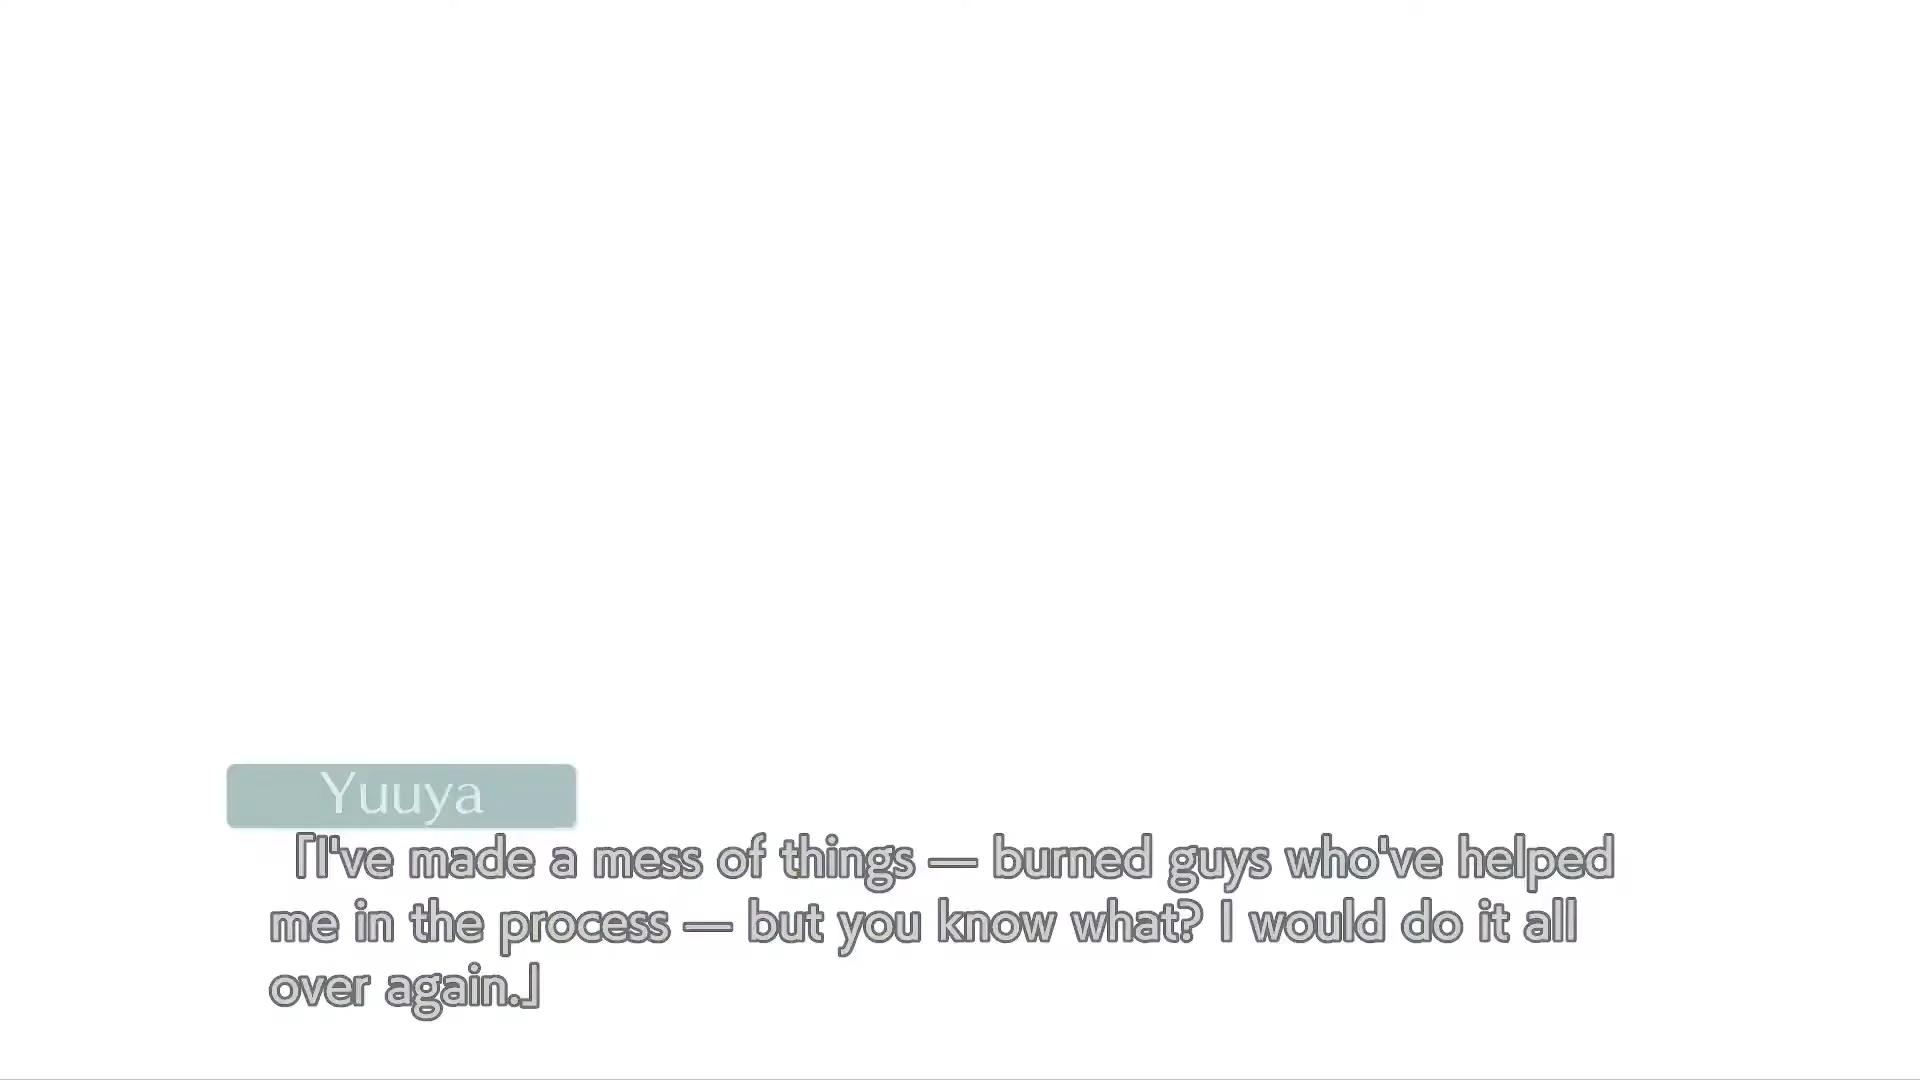 Yuuya
「I've made a mess of things — burned guys who've helped
me in the process — but you know what? I would do it all
over again.」